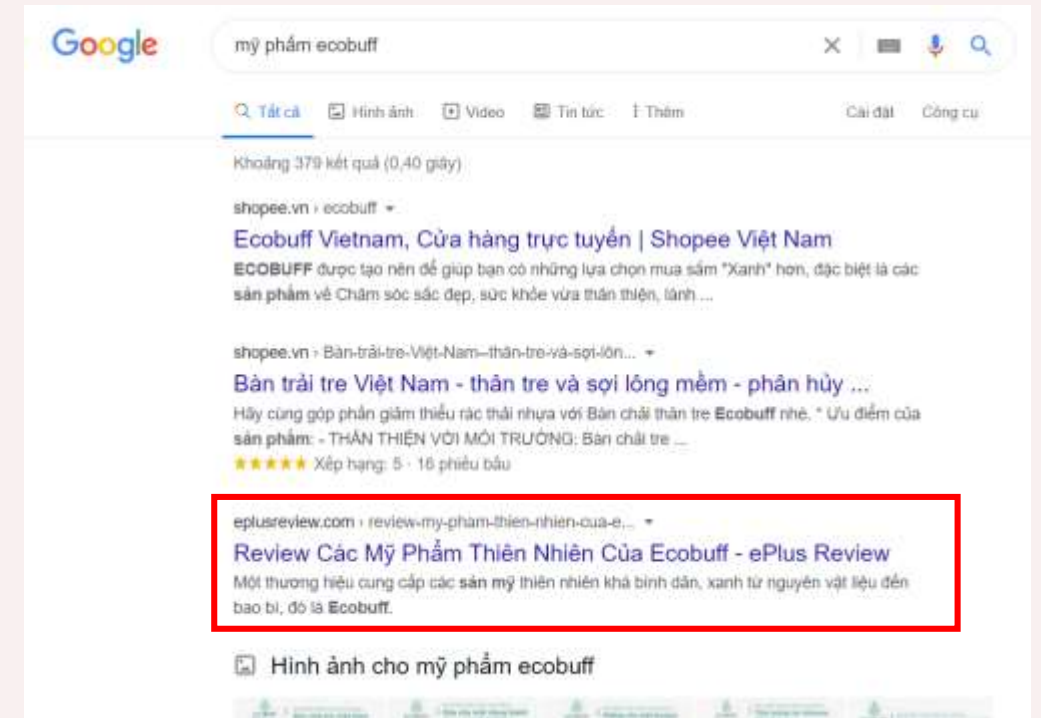 Google
mỹ phẩm ecobuff
Tất cả Hình ảnh Video Tin tức Thêm Cài đặt Công cụ
Khoảng 379 kết quả (0,40 giây)
shopee.vn › ecobuff
Ecobuff Vietnam, Cửa hàng trực tuyến | Shopee Việt Nam
ECOBUFF được tạo nên để giúp bạn có những lựa chọn mua sắm "Xanh" hơn, đặc biệt là các
sản phẩm về Chăm sóc sắc đẹp, sức khỏe vừa thân thiện, lành ...
shopee.vn › Bàn-trải-tre-Việt-Nam–thân-tre-và-sợi-lôn...
Bàn trải tre Việt Nam - thân tre và sợi lông mềm - phân hủy ...
Hãy cùng góp phần giảm thiểu rác thải nhựa với Bàn chải thân tre Ecobuff nhé. * Ưu điểm của
sản phẩm: - THÂN THIỆN VỚI MÔI TRƯỜNG: Bàn chải tre ...
Xếp hạng: 5 · 16 phiếu bầu
eplusreview.com › review-my-pham-thien-nhien-cua-e...
Review Các Mỹ Phẩm Thiên Nhiên Của Ecobuff - ePlus Review
Một thương hiệu cung cấp các sản mỹ thiên nhiên khá bình dân, xanh từ nguyên vật liệu đến
bao bì, đó là Ecobuff.
Hình ảnh cho mỹ phẩm ecobuff